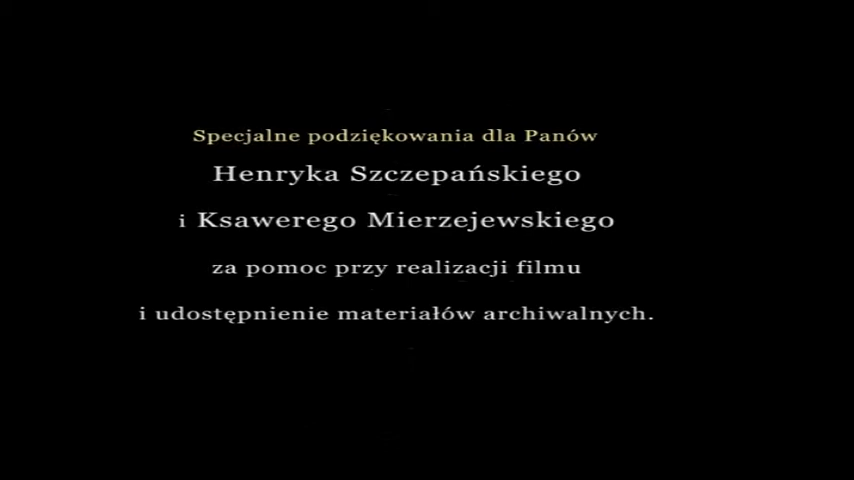 Specjalne podziękowania dla Panów
Henryka Szczepańskiego
i Ksawerego Mierzejewskiego
za pomoc przy realizacji filmu
i udostępnienie materiałów archiwalnych.